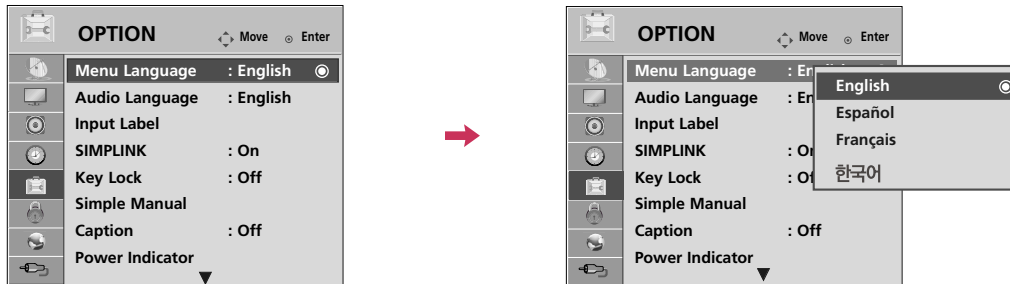 OPTION Move Enter
Menu Language : English
Audio Language : English
Input Label
SIMPLINK : On
Key Lock : Off
Simple Manual
Caption : Off
Power Indicator
OPTION Move Enter
Menu Language
Audio Language
Input Label
SIMPLINK
Key Lock
Simple Manual
Caption : Off
Power Indicator
English
Español
Français
한국어